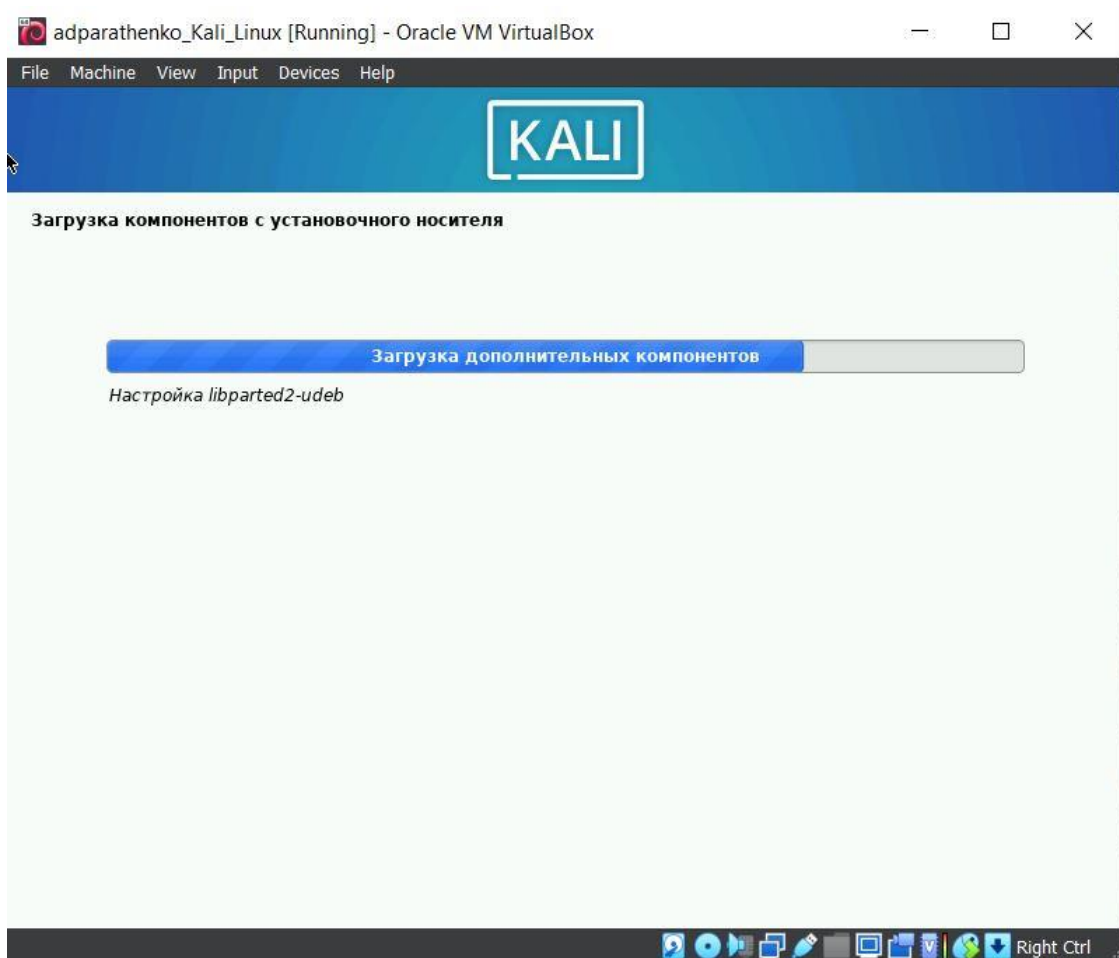 adparathenko_Kali_Linux [Running] - Oracle VM VirtualBox
File Machine View Input Devices Help
KALI
Загрузка компонентов с установочного носителя
Загрузка дополнительных компонентов
Настройка libparted2-udeb
Right Ctrl